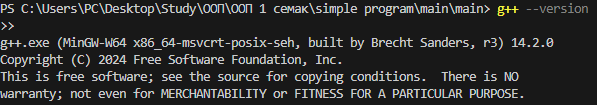 PS C:\Users\PC\Desktop\Study\ООП\ООП 1 семак\simple program\main\main> g++ --version
>>
g++.exe (MinGW-W64 x86_64-msvcrt-posix-seh, built by Brecht Sanders, r3) 14.2.0
Copyright (C) 2024 Free Software Foundation, Inc.
This is free software; see the source for copying conditions.  There is NO
warranty; not even for MERCHANTABILITY or FITNESS FOR A PARTICULAR PURPOSE.